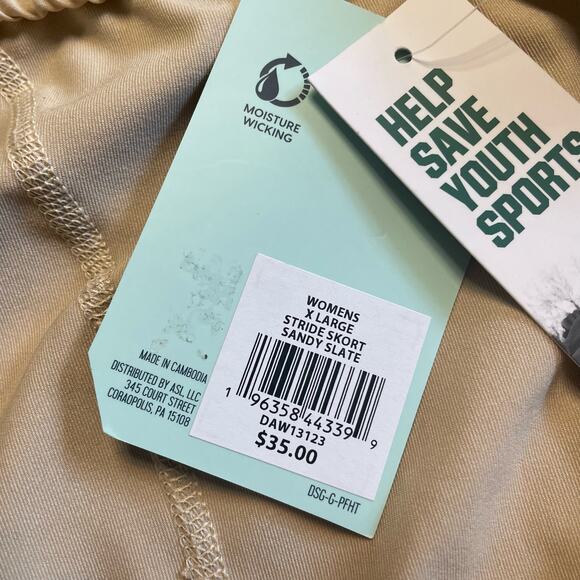 MOISTURE
WICKING
HELP
SAVE
YOUTH
SPORTS
WOMENS
X LARGE
STRIDE SKORT
SANDY SLATE
1 96358 44339 9
DAW13123
$35.00
MADE IN CAMBODIA
DISTRIBUTED BY ASL, LLC
345 COURT STREET
CORAOPOLIS, PA 15108
DSG-G-PFHT